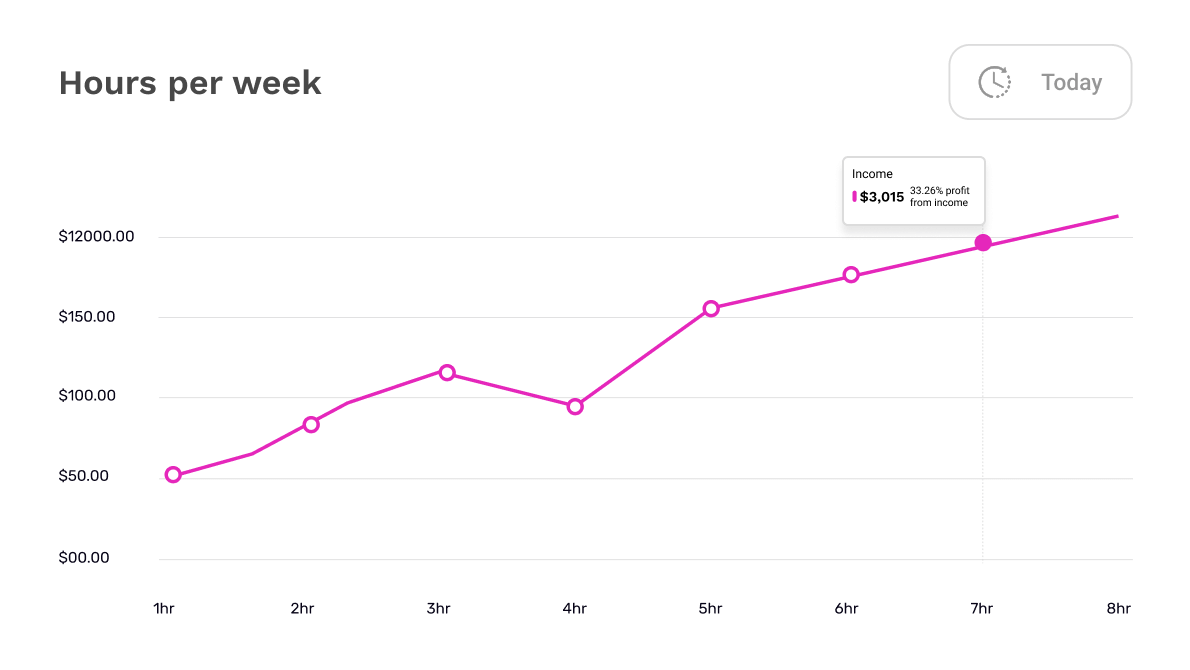 Hours per week
Today
Income
$3,015
33.26% profit
from income
$12000.00
$150.00
$100.00
$50.00
$00.00
1hr
2hr
3hr
4hr
5hr
6hr
7hr
8hr